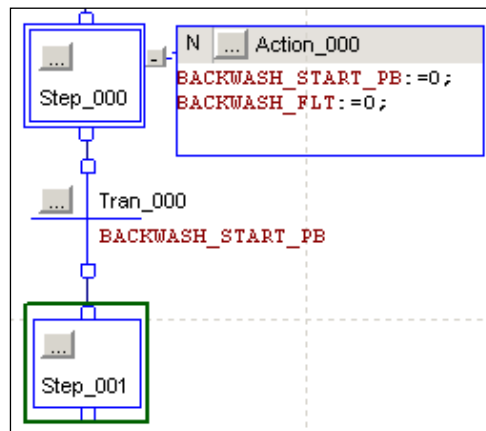 N ... Action_000
...
BACKWASH_START_PB:=0;
Step_000
BACKWASH_FLT:=0;
... Tran_000
BACKWASH_START_PB
...
Step_001